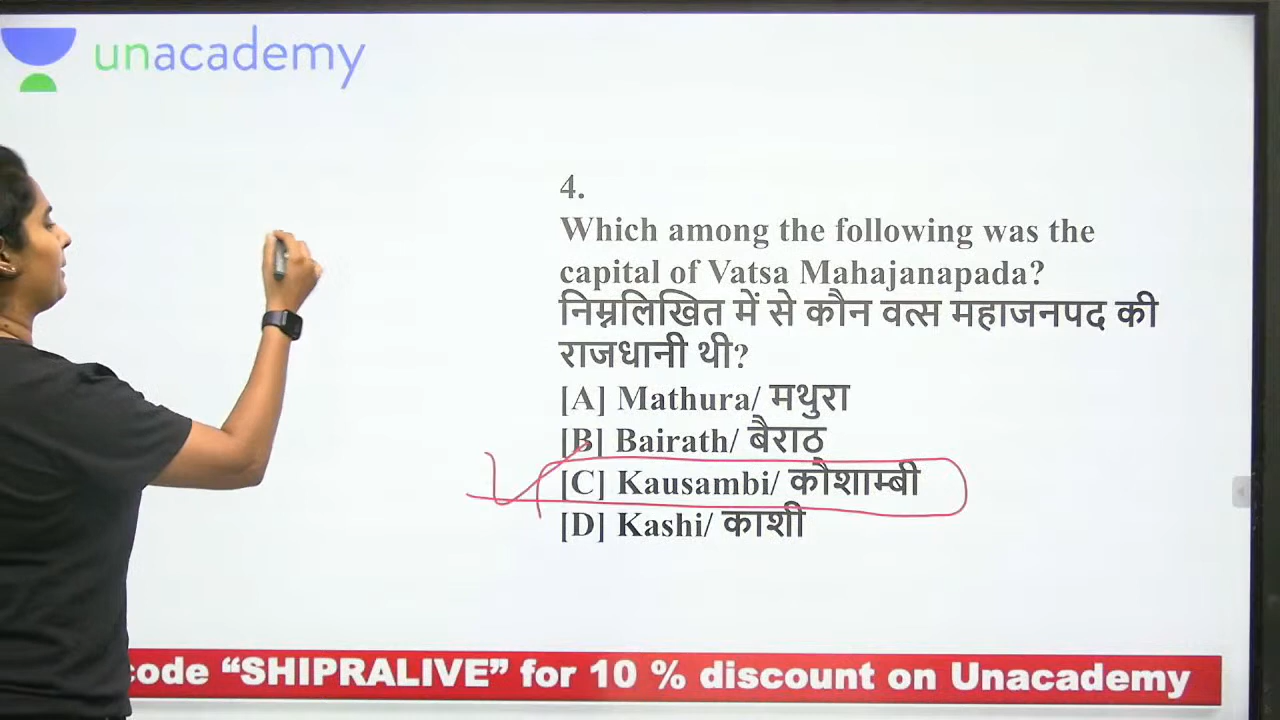 unacademy
4.
Which among the following was the
capital of Vatsa Mahajanapada?
निम्नलिखित में से कौन वत्स महाजनपद की
राजधानी थी?
[A] Mathura/ मथुरा
[B] Bairath/ बैराठ
[C] Kausambi/ कौशाम्बी
[D] Kashi/ काशी
code “SHIPRALIVE” for 10 % discount on Unacademy